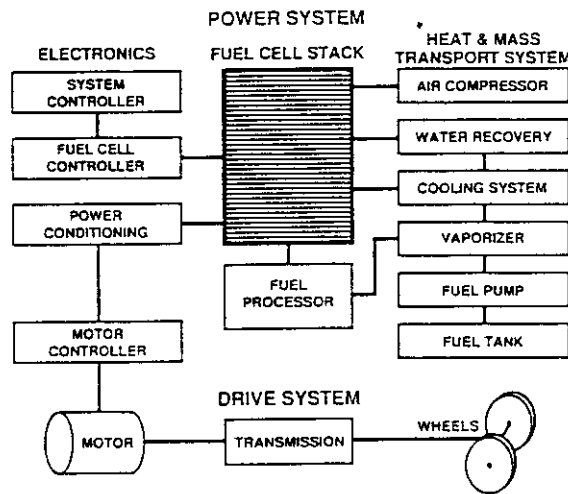 POWER SYSTEM
ELECTRONICS
FUEL CELL STACK
HEAT & MASS
TRANSPORT SYSTEM
SYSTEM
CONTROLLER
FUEL CELL
CONTROLLER
POWER
CONDITIONING
MOTOR
CONTROLLER
FUEL
PROCESSOR
AIR COMPRESSOR
WATER RECOVERY
COOLING SYSTEM
VAPORIZER
FUEL PUMP
FUEL TANK
DRIVE SYSTEM
MOTOR
TRANSMISSION
WHEELS